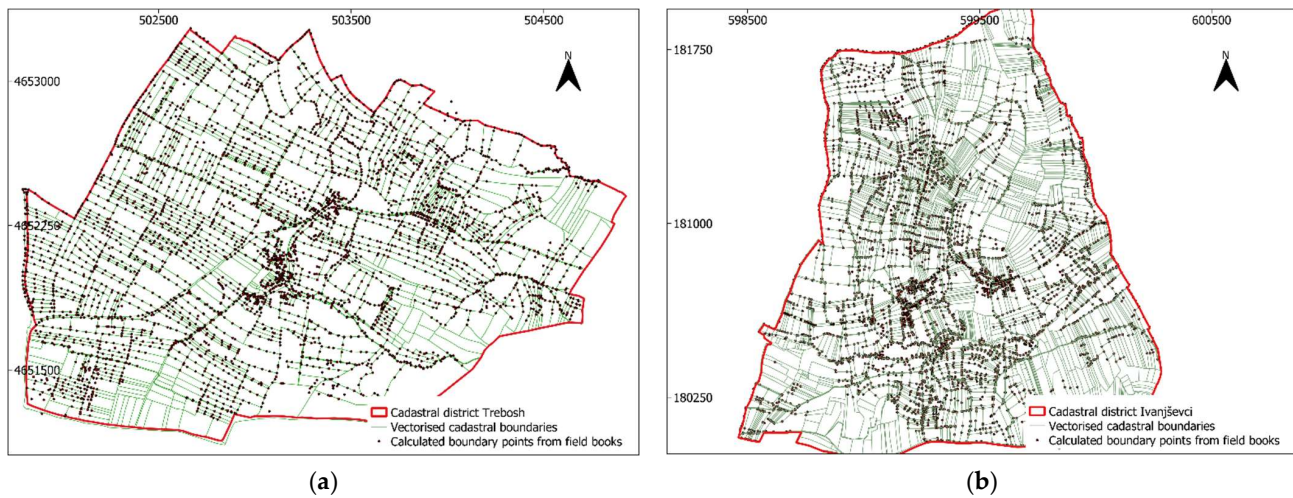 502500 503500 504500
N
4653000
4652250
4651500
Cadastral district Trebosh
Vectorised cadastral boundaries
Calculated boundary points from field books
(a)
598500 599500 600500
N
181750
181000
180250
Cadastral district Ivanjševci
Vectorised cadastral boundaries
Calculated boundary points from field books
(b)